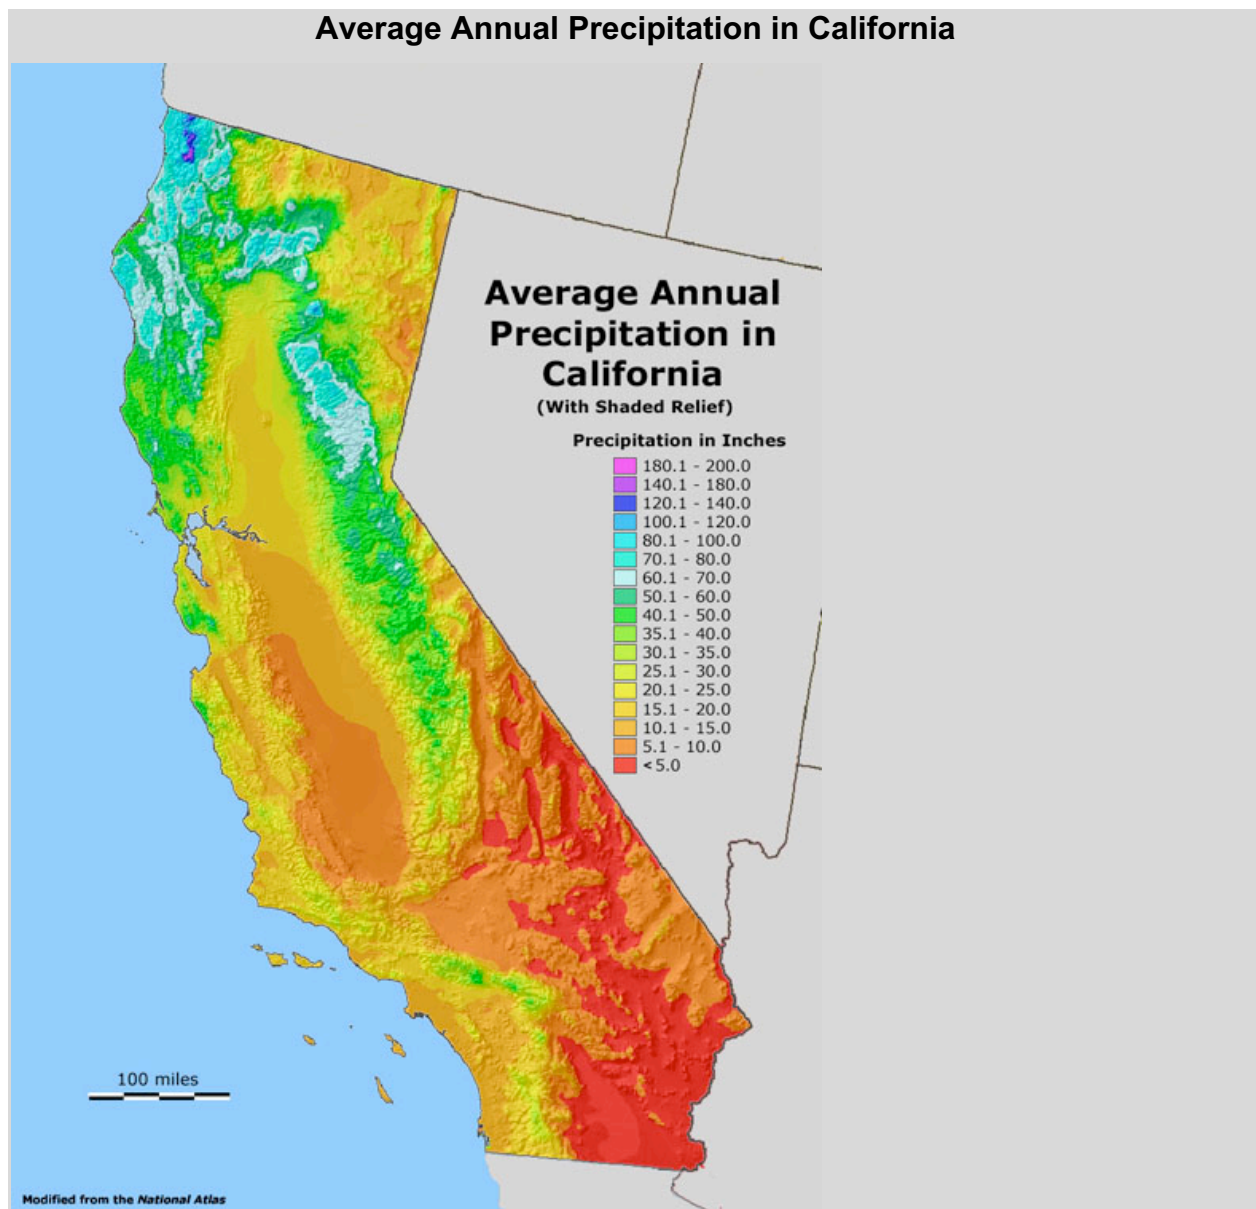 Average Annual Precipitation in California
Average Annual
Precipitation in
California
(With Shaded Relief)
Precipitation in Inches
180.1 - 200.0
140.1 - 180.0
120.1 - 140.0
100.1 - 120.0
80.1 - 100.0
70.1 - 80.0
60.1 - 70.0
50.1 - 60.0
40.1 - 50.0
35.1 - 40.0
30.1 - 35.0
25.1 - 30.0
20.1 - 25.0
15.1 - 20.0
10.1 - 15.0
5.1 - 10.0
<5.0
100 miles
Modified from the National Atlas